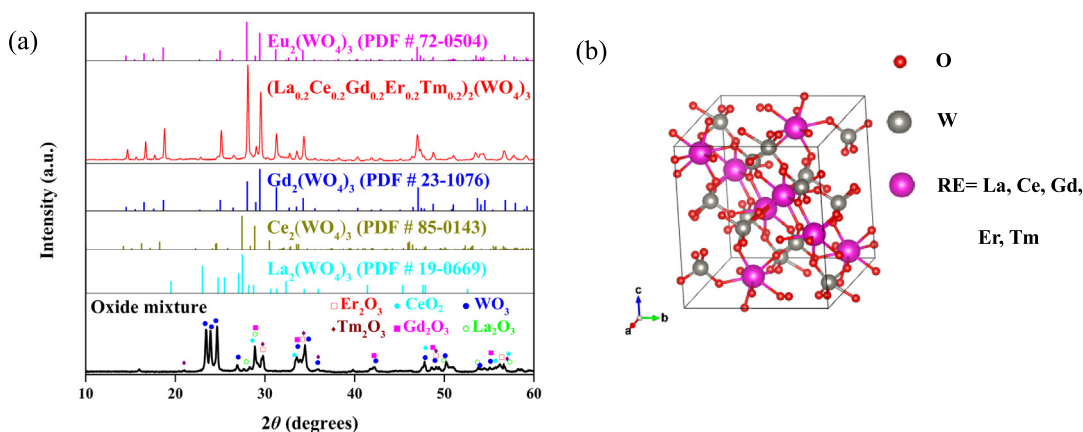 (a)
Eu₂(WO₄)₃ (PDF # 72-0504)
(La₀.₂Ce₀.₂Gd₀.₂Er₀.₂Tm₀.₂)₂(WO₄)₃
Gd₂(WO₄)₃ (PDF # 23-1076)
Ce₂(WO₄)₃ (PDF # 85-0143)
La₂(WO₄)₃ (PDF # 19-0669)
Oxide mixture
Er₂O₃ CeO₂ WO₃
Tm₂O₃ Gd₂O₃ La₂O₃
Intensity (a.u.)
10 20 30 40 50 60
2θ (degrees)
(b)
O
W
RE= La, Ce, Gd,
Er, Tm
c
a b